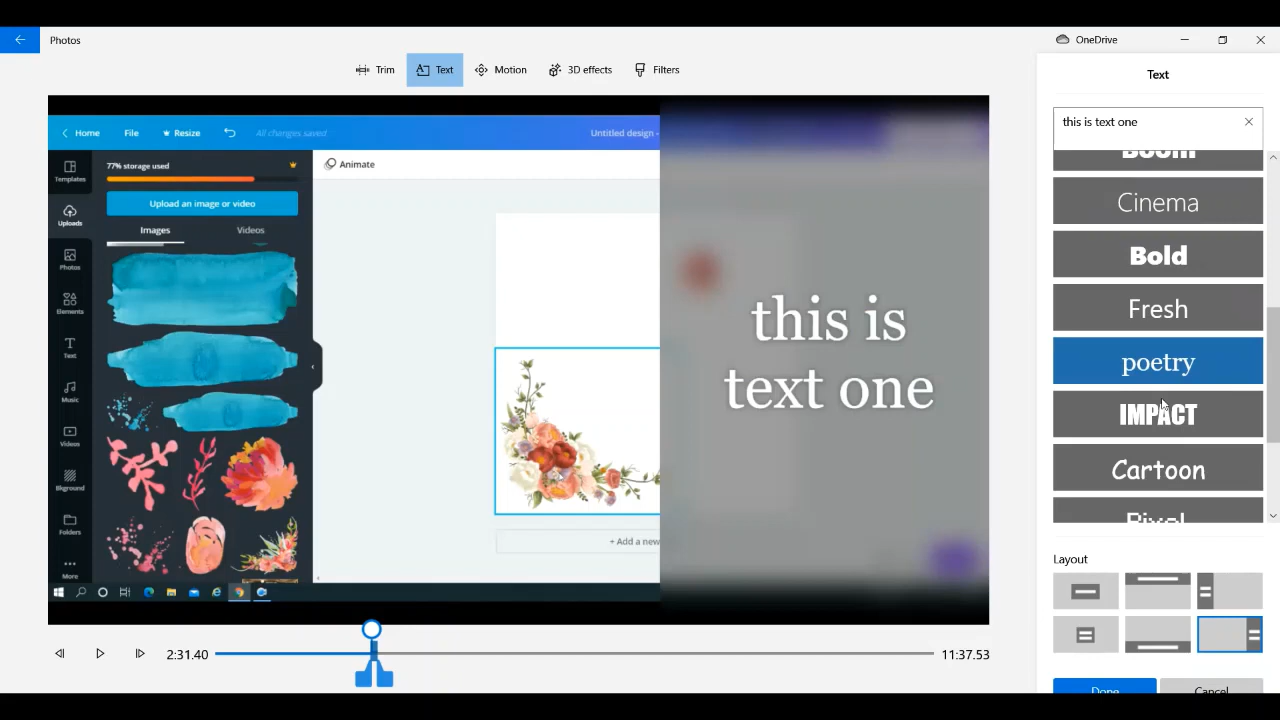 Photos
OneDrive
Trim
Text
Motion
3D effects
Filters
Text
this is text one
Boom
Cinema
Bold
Fresh
poetry
IMPACT
Cartoon
Pixel
Layout
Done
Cancel
Home
File
Resize
All changes saved
Untitled design -
Templates
Uploads
Photos
Elements
Text
Music
Videos
Bkground
Folders
More
77% storage used
Upload an image or video
Images
Videos
Animate
+ Add a new
this is
text one
2:31.40
11:37.53